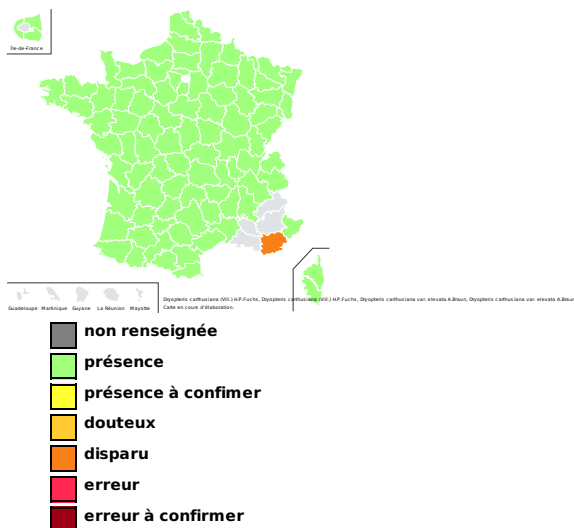 Île-de-France
Guadeloupe Martinique Guyane La Réunion Mayotte
Dryopteris carthusiana (Vill.) H.P.Fuchs, Dryopteris carthusiana (Vill.) H.P.Fuchs, Dryopteris carthusiana var. elevata A.Braun, Dryopteris carthusiana var. elevata A.Braun
Carte en cours d'élaboration.
non renseignée
présence
présence à confimer
douteux
disparu
erreur
erreur à confirmer